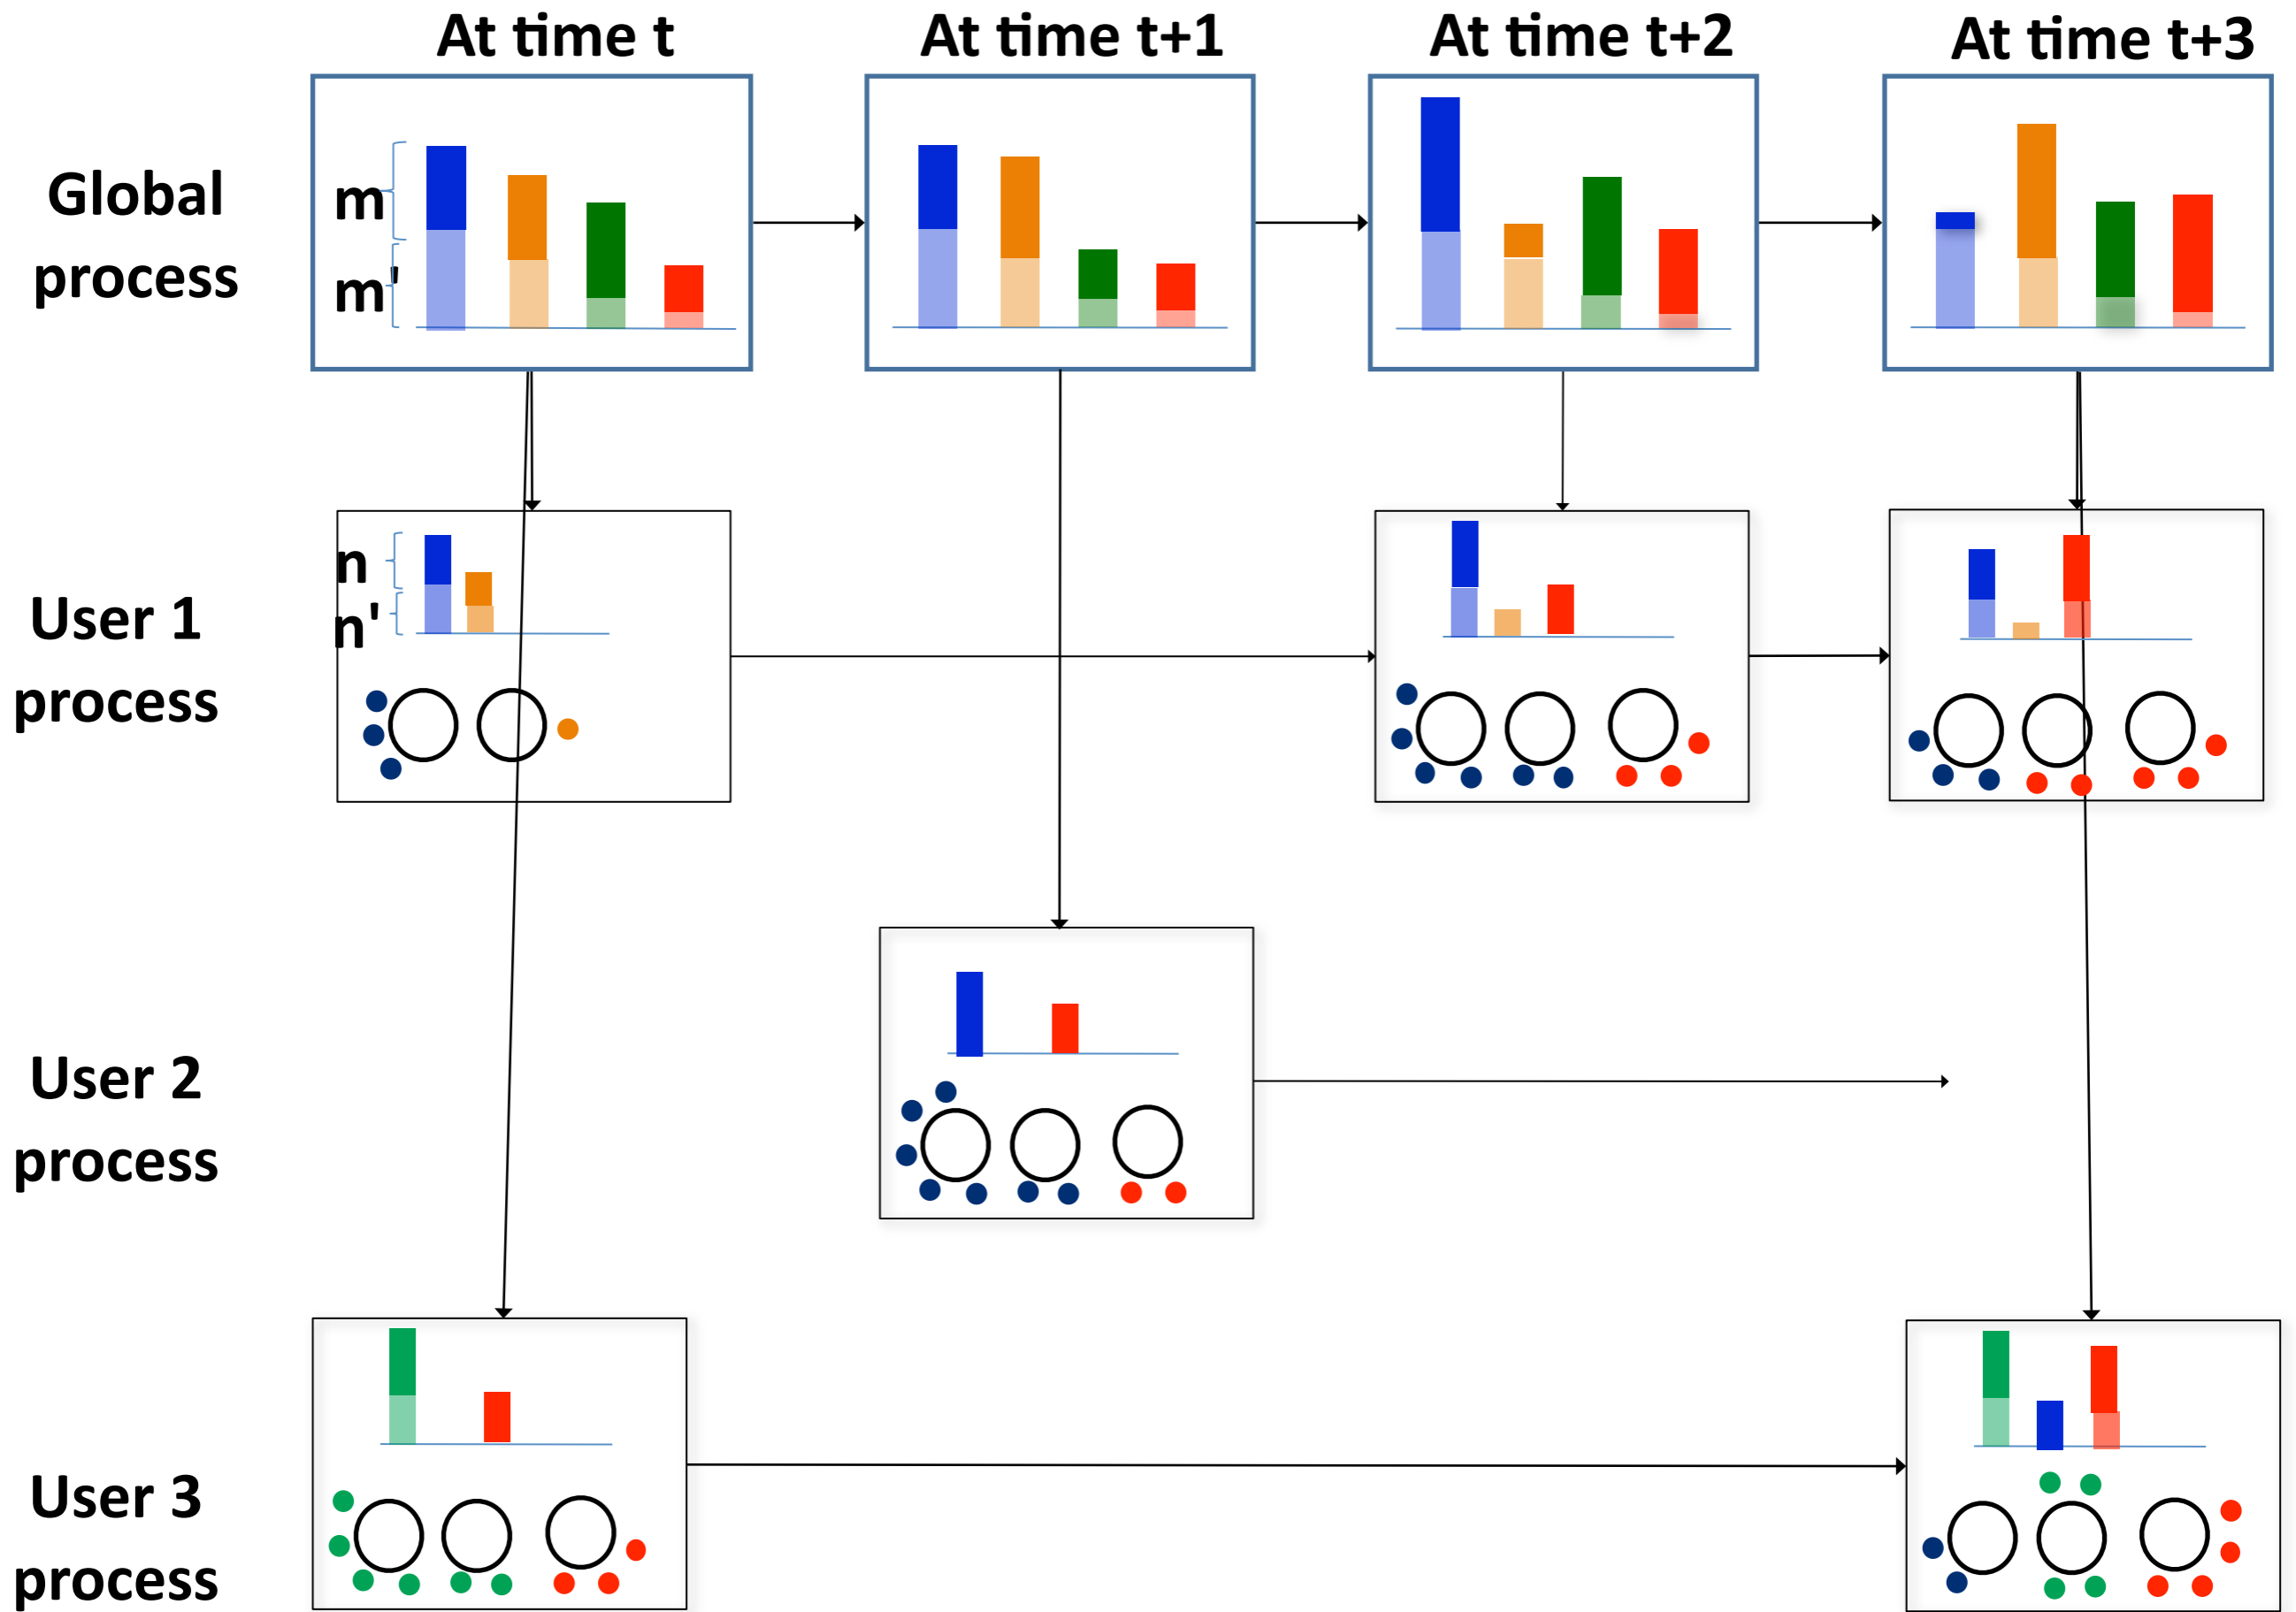 At time t
At time t+1
At time t+2
At time t+3
Global
process
m
m'
User 1
process
n
n'
User 2
process
User 3
process